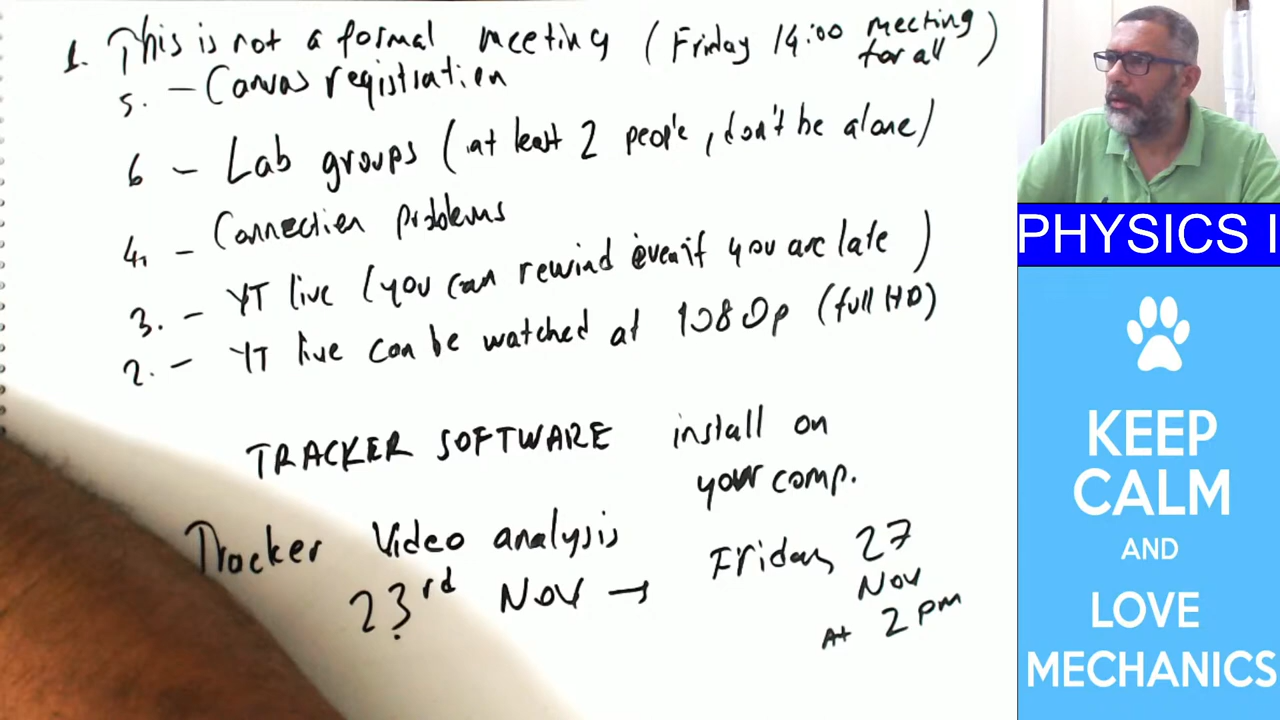 1. This is not a formal meeting (Friday 14:00 meeting for all)
5. - Canvas registration
6 - Lab groups (at least 2 people, don't be alone)
4. - Connection problems
3. - YT live (you can rewind even if you are late)
2. - YT live can be watched at 1080p (full HD)
TRACKER SOFTWARE install on
your comp.
Tracker Video analysis
23rd Nov → Friday 27
Nov
At 2 pm
PHYSICS I
KEEP
CALM
AND
LOVE
MECHANICS